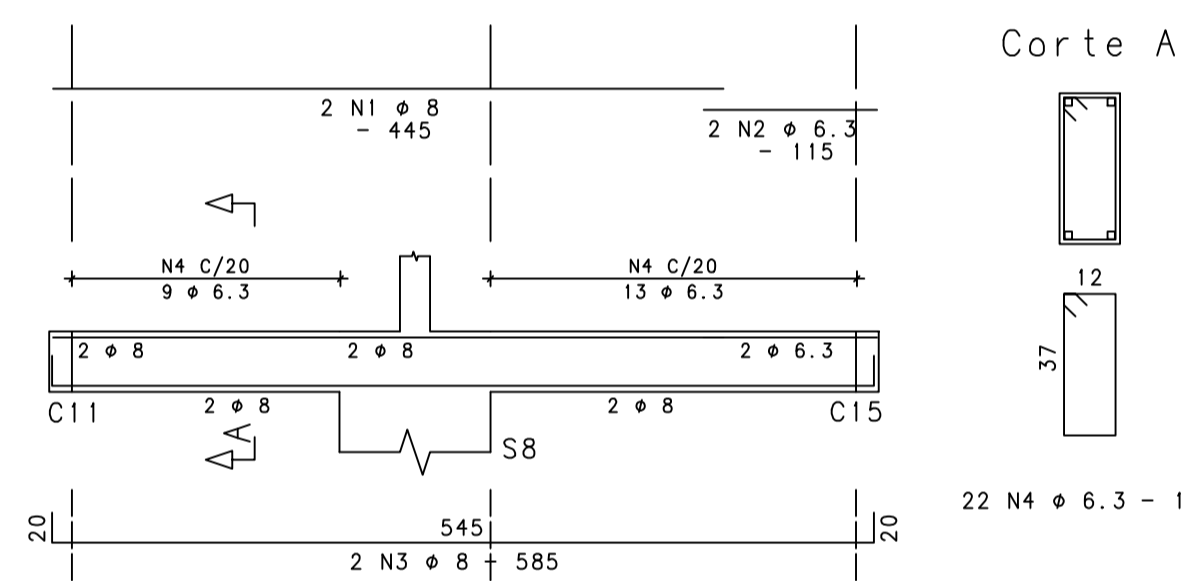 Corte A
2 N1 ϕ 8
- 445
2 N2 ϕ 6.3
- 115
N4 C/20
9 ϕ 6.3
N4 C/20
13 ϕ 6.3
12
37
2 ϕ 8
2 ϕ 8
2 ϕ 6.3
C11
2 ϕ 8
2 ϕ 8
C15
A
S8
22 N4 ϕ 6.3 - 1
20
545
20
2 N3 ϕ 8 - 585